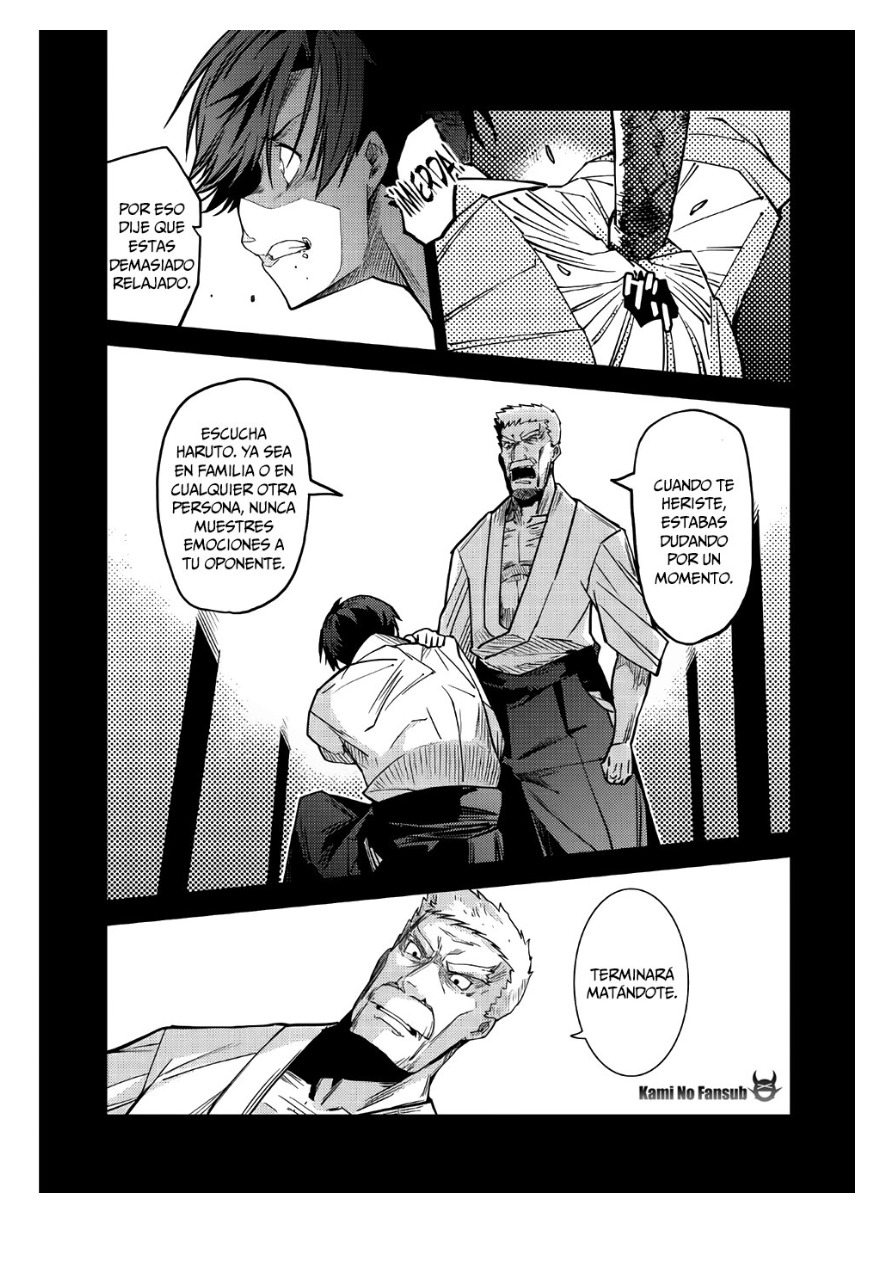 ¡MIERDA!
POR ESO
DIJE QUE
ESTAS
DEMASIADO
RELAJADO.
CUANDO TE
HERISTE,
ESTABAS
DUDANDO
POR UN
MOMENTO.
ESCUCHA
HARUTO. YA SEA
EN FAMILIA O EN
CUALQUIER OTRA
PERSONA, NUNCA
MUESTRES
EMOCIONES A
TU OPONENTE.
TERMINARÁ
MATÁNDOTE.
Kami No Fansub